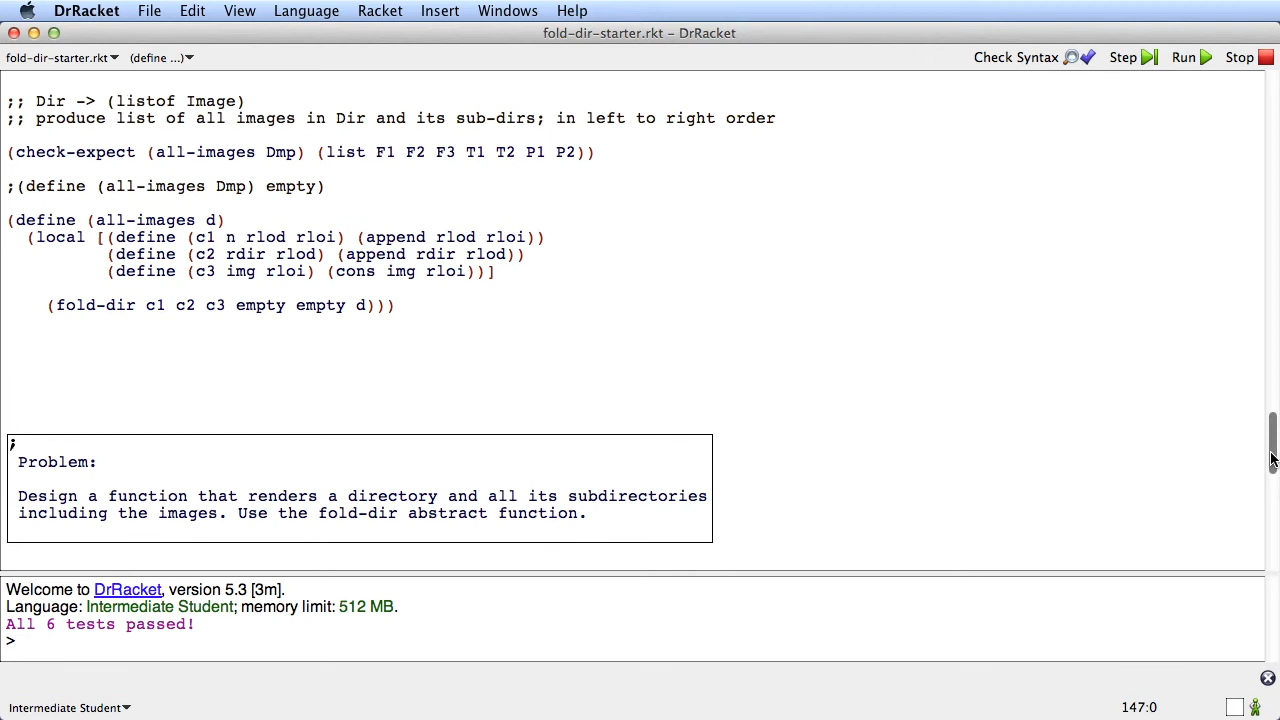 DrRacket File Edit View Language Racket Insert Windows Help
fold-dir-starter.rkt – DrRacket
fold-dir-starter.rkt▾ (define ...)▾ Check Syntax Step Run Stop
;; Dir -> (listof Image)
;; produce list of all images in Dir and its sub-dirs; in left to right order
(check-expect (all-images Dmp) (list F1 F2 F3 T1 T2 P1 P2))
;(define (all-images Dmp) empty)
(define (all-images d)
(local [(define (c1 n rlod rloi) (append rlod rloi))
(define (c2 rdir rlod) (append rdir rlod))
(define (c3 img rloi) (cons img rloi))]
(fold-dir c1 c2 c3 empty empty d)))
;
Problem:
Design a function that renders a directory and all its subdirectories
including the images. Use the fold-dir abstract function.
Welcome to DrRacket, version 5.3 [3m].
Language: Intermediate Student; memory limit: 512 MB.
All 6 tests passed!
>
Intermediate Student▾ 147:0